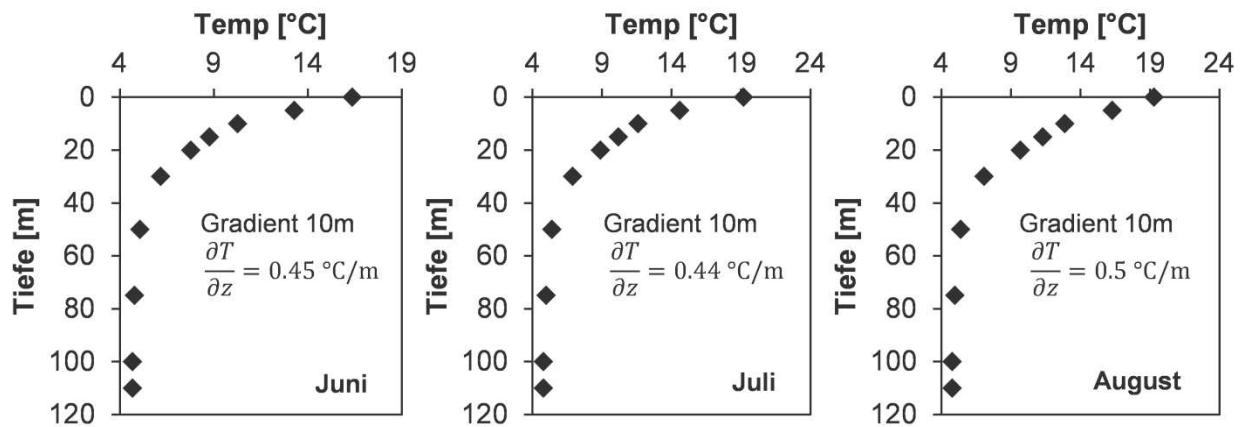 Temp [°C]
4 9 14 19
0
20
40
60
80
100
120
Tiefe [m]
Gradient 10m
∂T/∂z = 0.45 °C/m
Juni
Temp [°C]
4 9 14 19 24
0
20
40
60
80
100
120
Tiefe [m]
Gradient 10m
∂T/∂z = 0.44 °C/m
Juli
Temp [°C]
4 9 14 19 24
0
20
40
60
80
100
120
Tiefe [m]
Gradient 10m
∂T/∂z = 0.5 °C/m
August